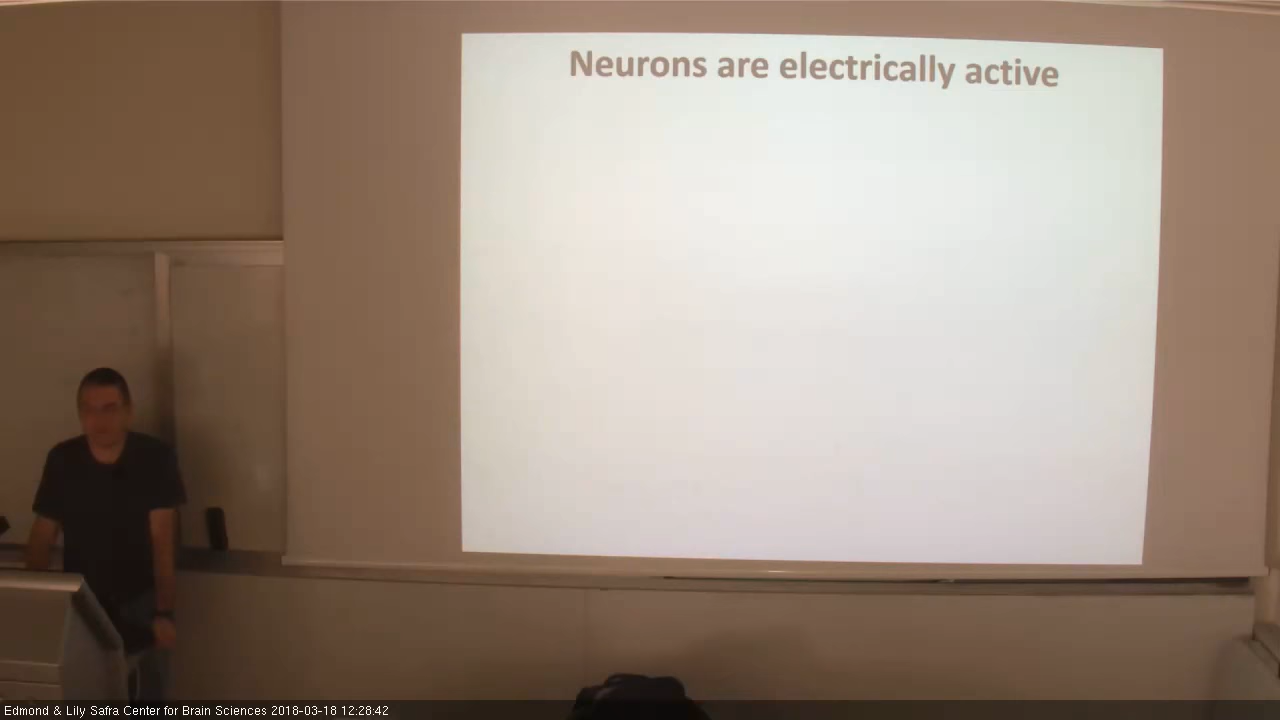 Neurons are electrically active
Edmond & Lily Safra Center for Brain Sciences 2018-03-18 12:28:42